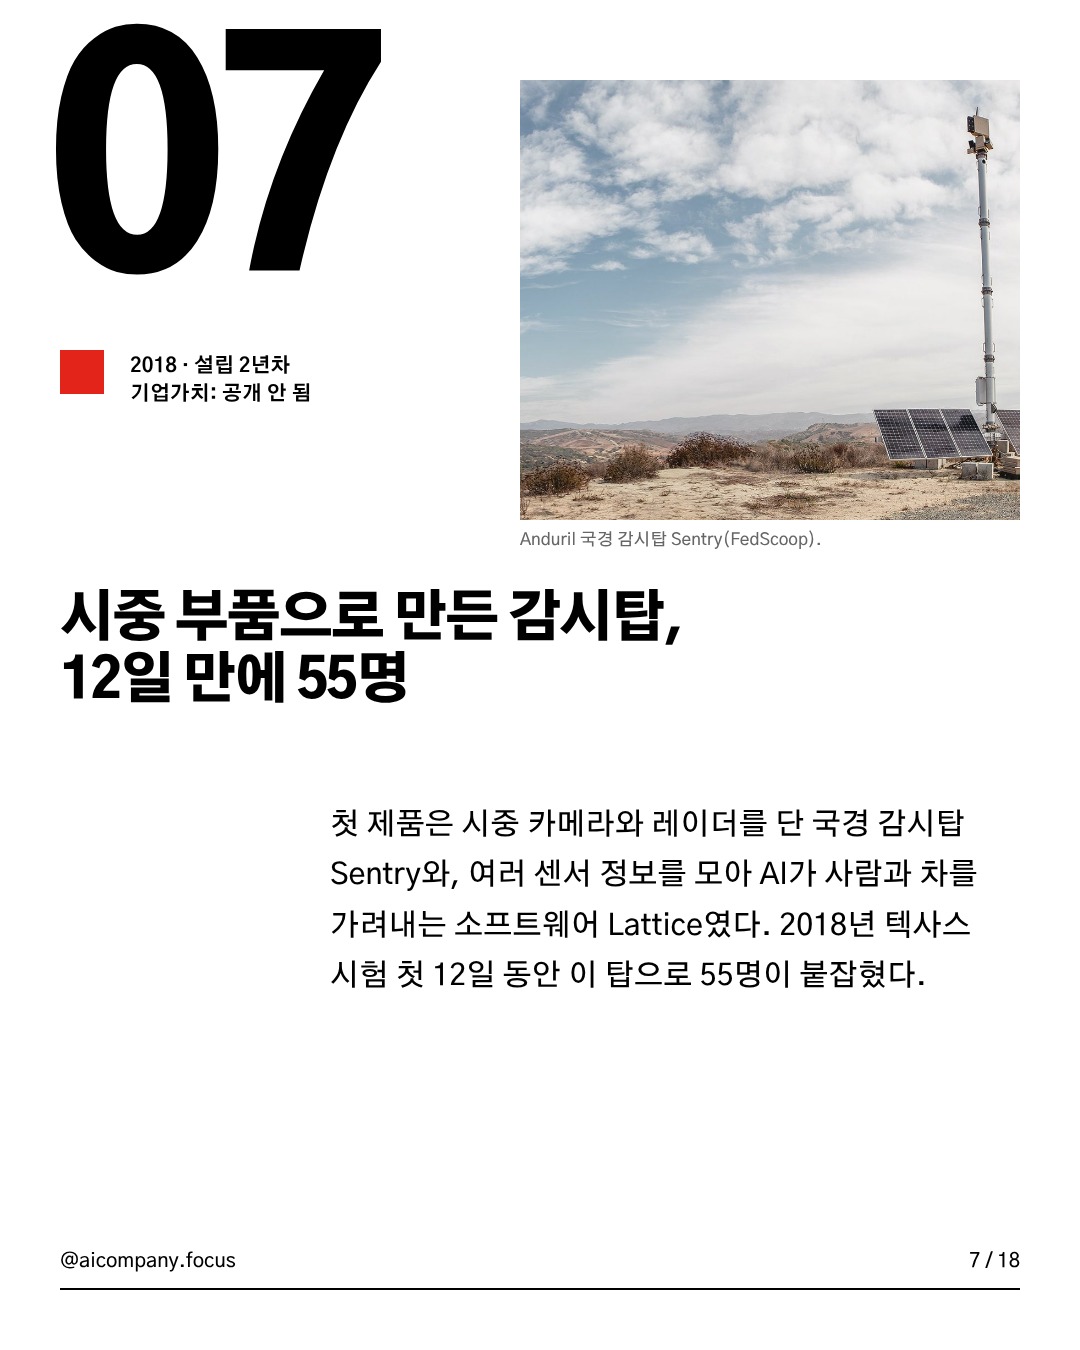 07
2018 · 설립 2년차
기업가치: 공개 안 됨
Anduril 국경 감시탑 Sentry(FedScoop).
시중 부품으로 만든 감시탑,
12일 만에 55명
첫 제품은 시중 카메라와 레이더를 단 국경 감시탑
Sentry와, 여러 센서 정보를 모아 AI가 사람과 차를
가려내는 소프트웨어 Lattice였다. 2018년 텍사스
시험 첫 12일 동안 이 탑으로 55명이 붙잡혔다.
@aicompany.focus
7 / 18